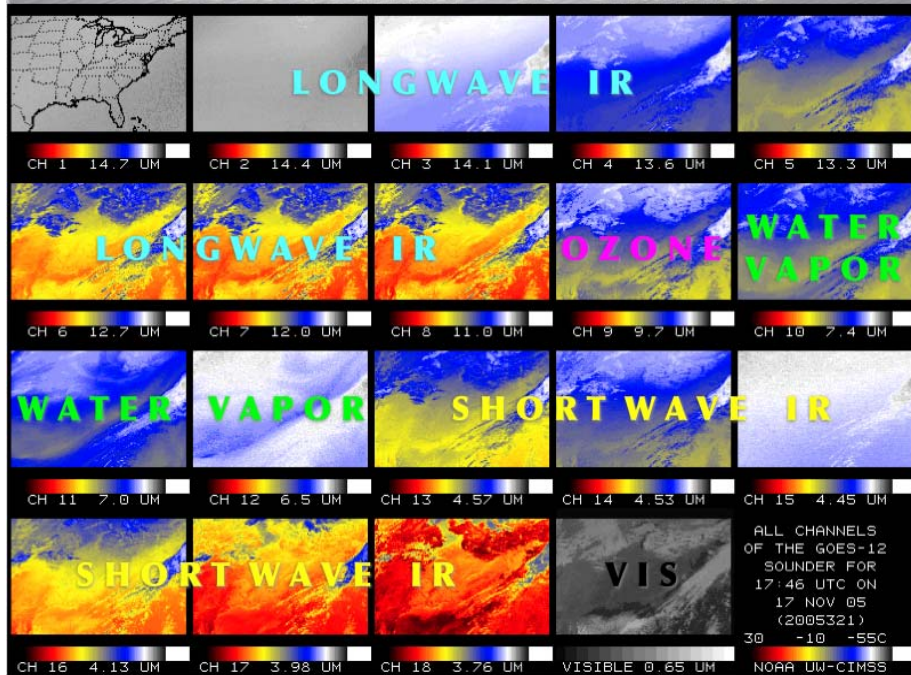 LONGWAVE IR
CH 1 14.7 UM
CH 2 14.4 UM
CH 3 14.1 UM
CH 4 13.6 UM
CH 5 13.3 UM
LONGWAVE IR
OZONE
WATER
VAPOR
CH 6 12.7 UM
CH 7 12.0 UM
CH 8 11.0 UM
CH 9 9.7 UM
CH 10 7.4 UM
WATER VAPOR
SHORTWAVE IR
CH 11 7.0 UM
CH 12 6.5 UM
CH 13 4.57 UM
CH 14 4.53 UM
CH 15 4.45 UM
SHORTWAVE IR
VIS
ALL CHANNELS
OF THE GOES-12
SOUNDER FOR
17:46 UTC ON
17 NOV 05
(2005321)
30 -10 -55C
CH 16 4.13 UM
CH 17 3.98 UM
CH 18 3.76 UM
VISIBLE 0.65 UM
NOAA UW-CIMSS